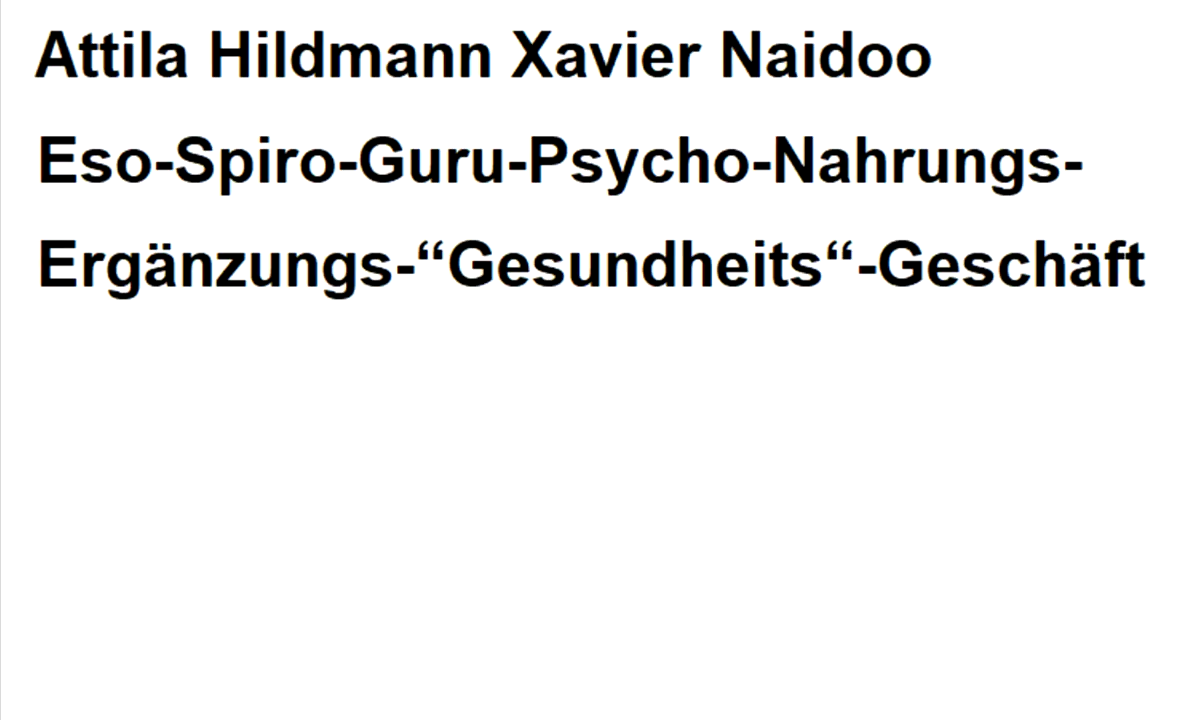 Attila Hildmann Xavier Naidoo
Eso-Spiro-Guru-Psycho-Nahrungs-
Ergänzungs-“Gesundheits“-Geschäft